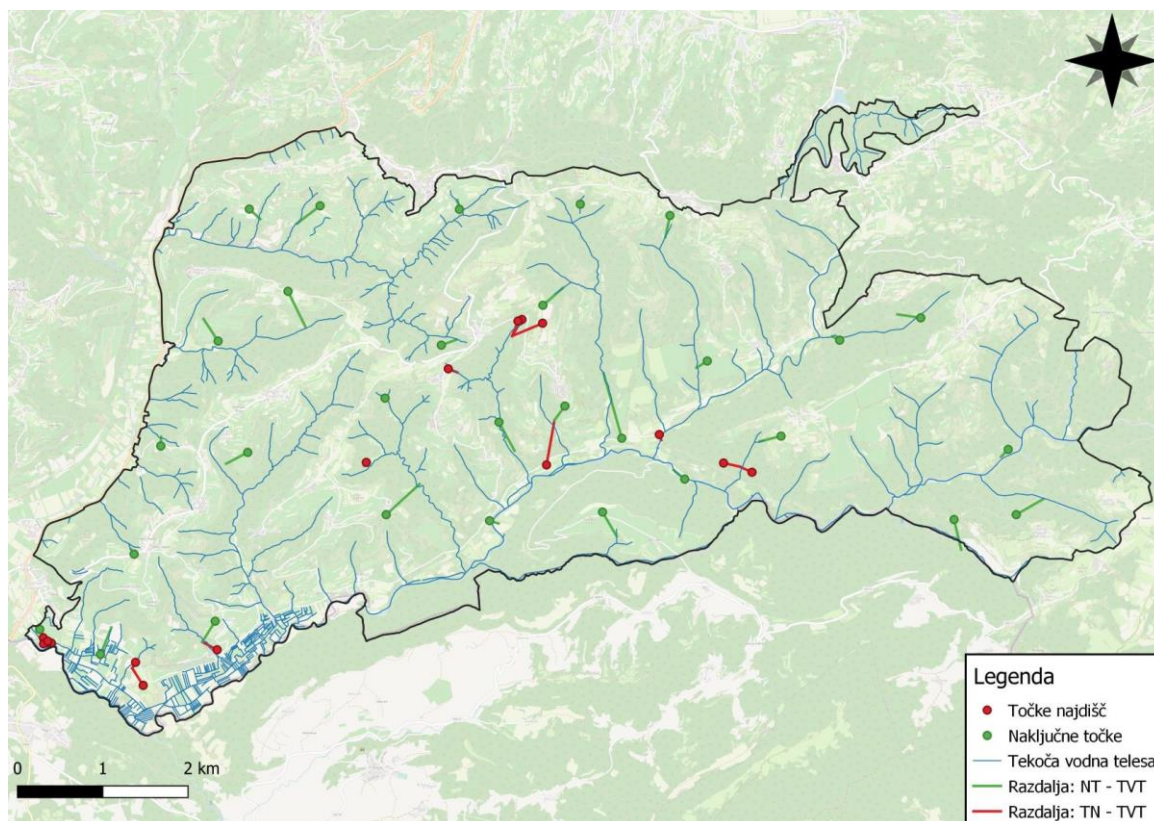 0 1 2 km
Legenda
Točke najdišč
Naključne točke
Tekoča vodna telesa
Razdalja: NT - TVT
Razdalja: TN - TVT